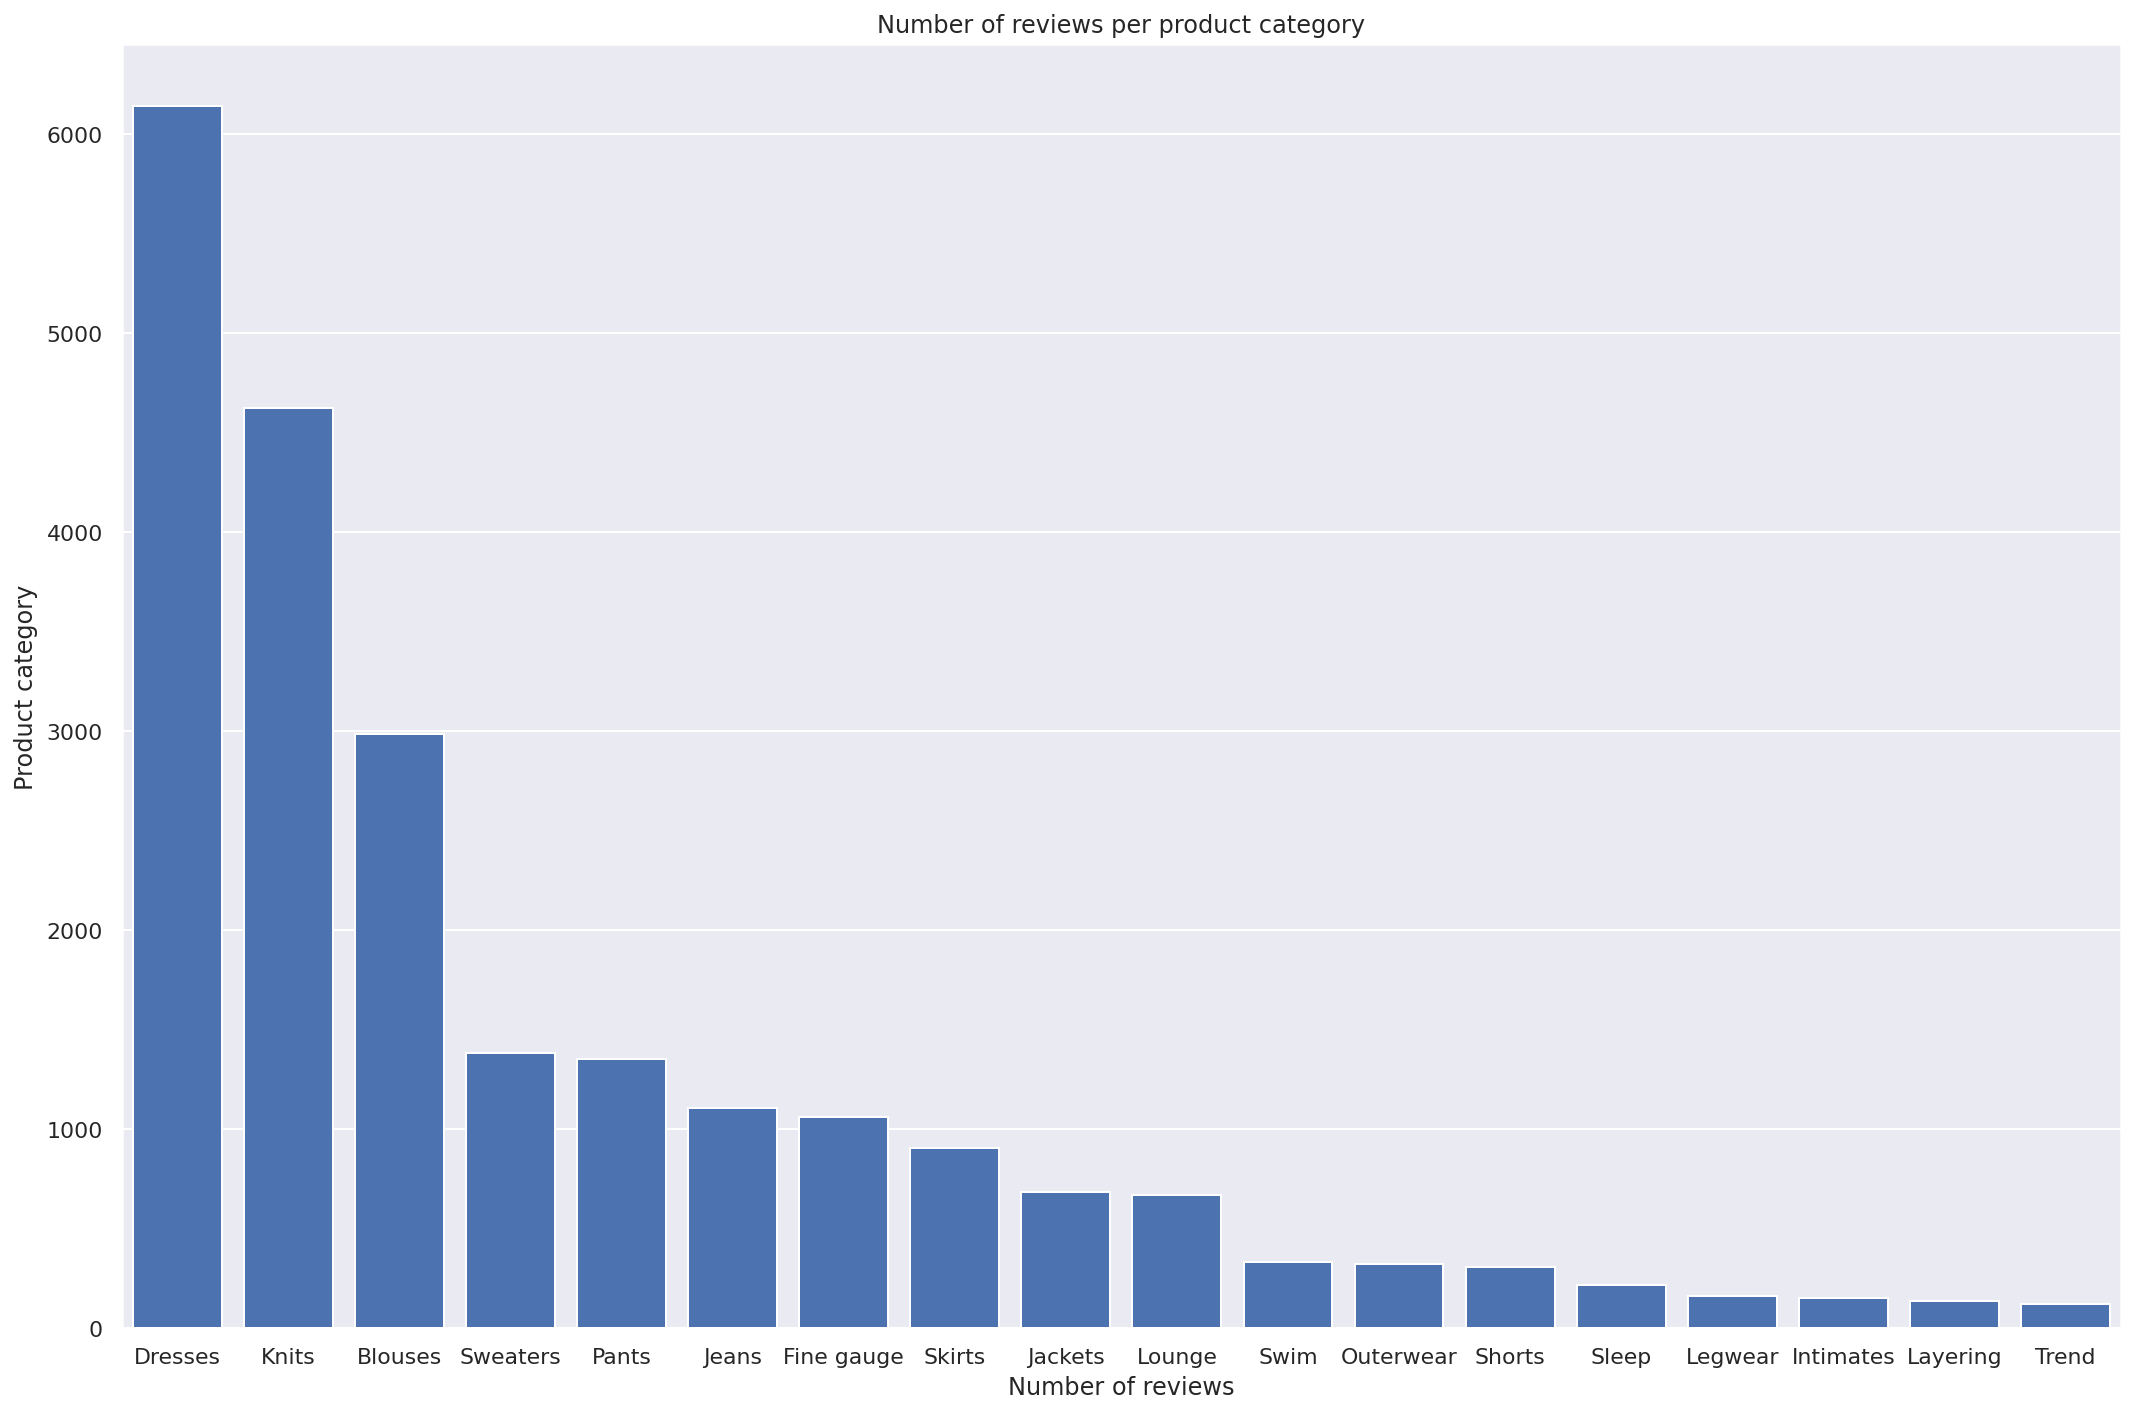 Number of reviews per product category
Product category
6000
5000
4000
3000
2000
1000
0
Dresses Knits Blouses Sweaters Pants Jeans Fine gauge Skirts Jackets Lounge Swim Outerwear Shorts Sleep Legwear Intimates Layering Trend
Number of reviews